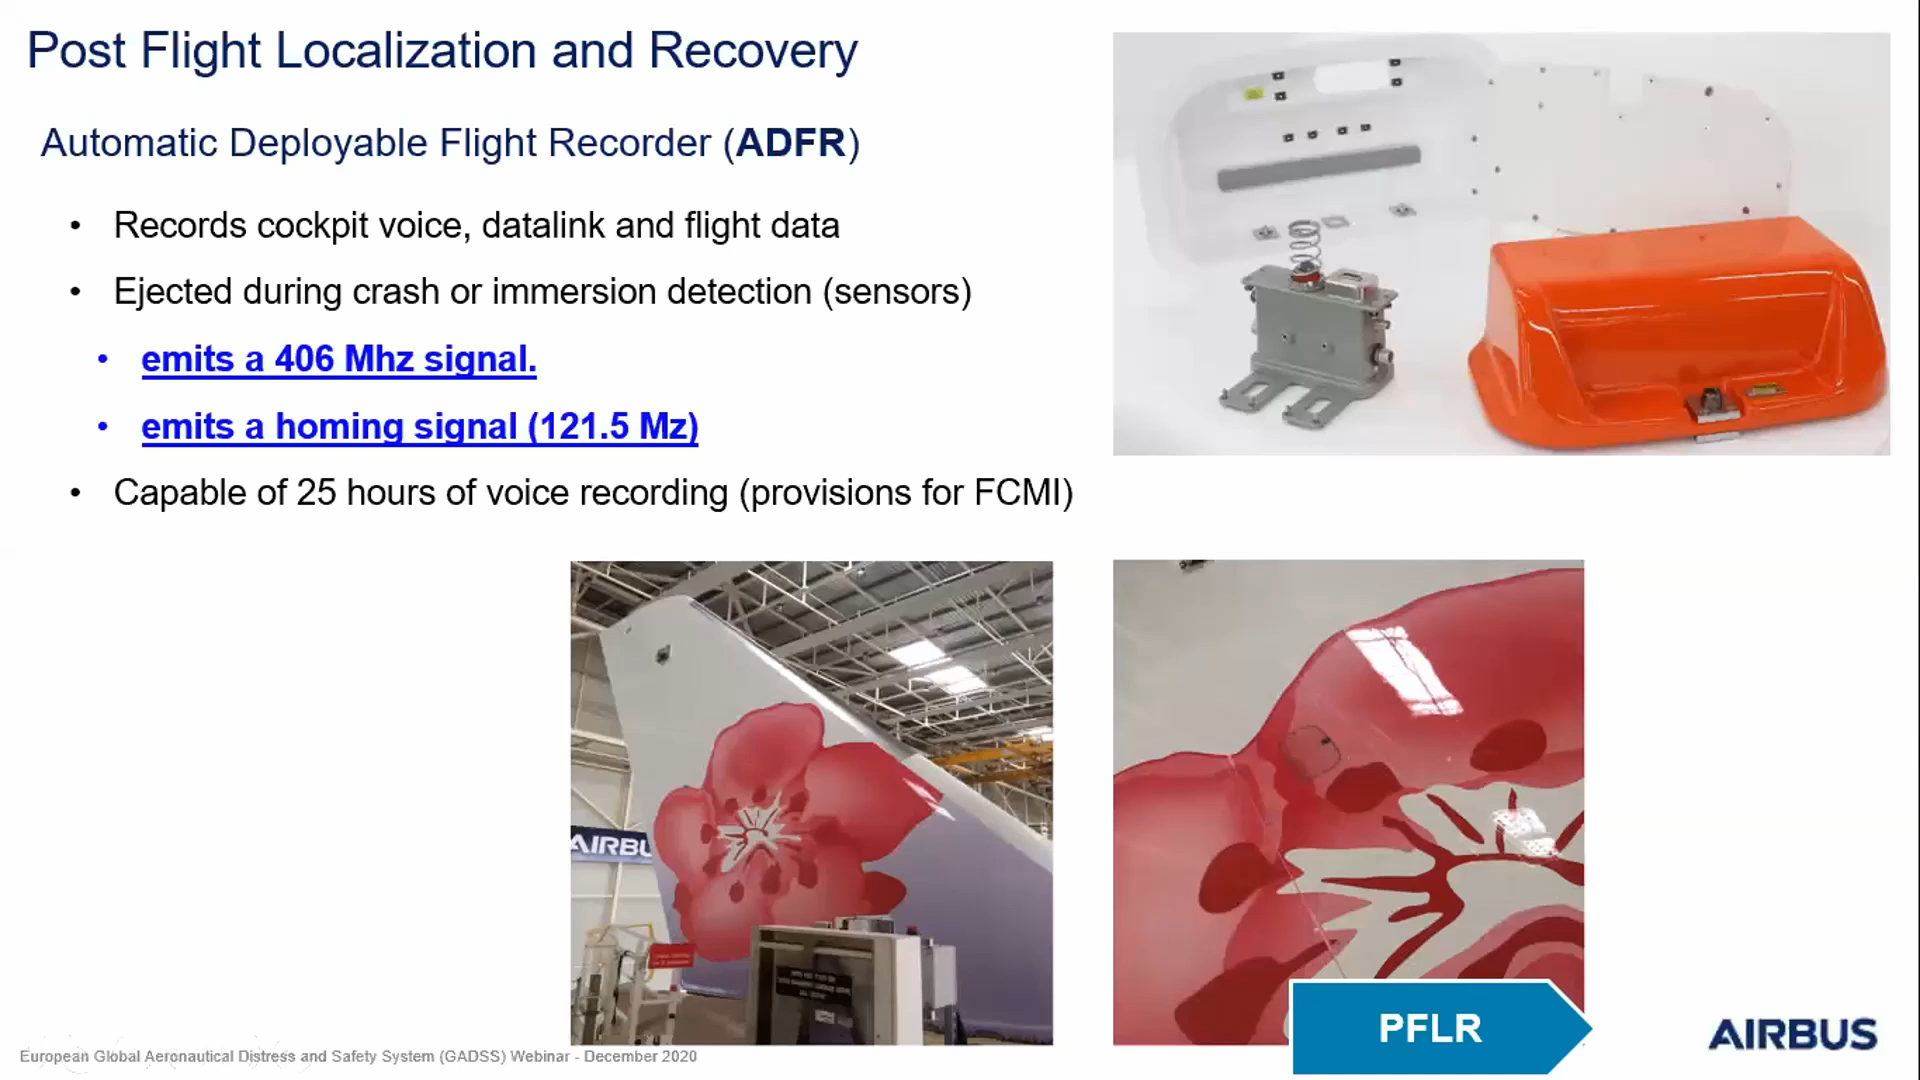 Post Flight Localization and Recovery
Automatic Deployable Flight Recorder (ADFR)
• Records cockpit voice, datalink and flight data
• Ejected during crash or immersion detection (sensors)
• emits a 406 Mhz signal.
• emits a homing signal (121.5 Mz)
• Capable of 25 hours of voice recording (provisions for FCMI)
AIRBU
PFLR
AIRBUS
European Global Aeronautical Distress and Safety System (GADSS) Webinar - December 2020